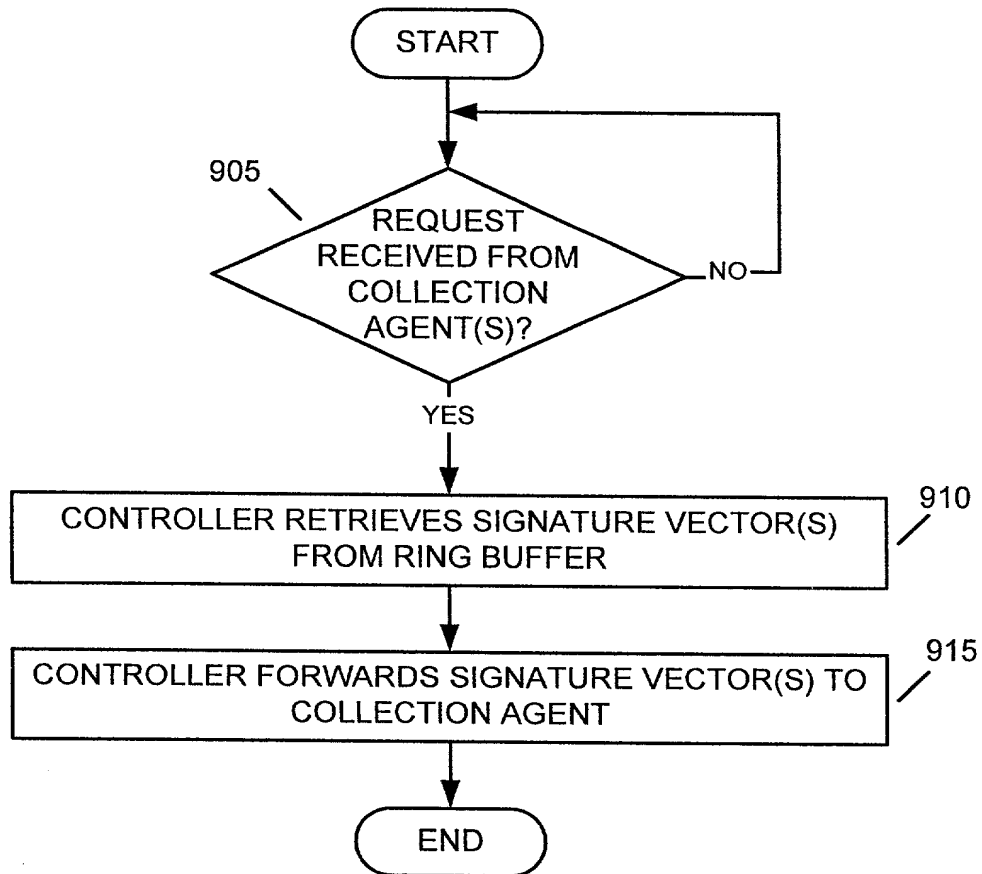 START
905
REQUEST
RECEIVED FROM
COLLECTION
AGENT(S)?
NO
YES
910
CONTROLLER RETRIEVES SIGNATURE VECTOR(S)
FROM RING BUFFER
915
CONTROLLER FORWARDS SIGNATURE VECTOR(S) TO
COLLECTION AGENT
END